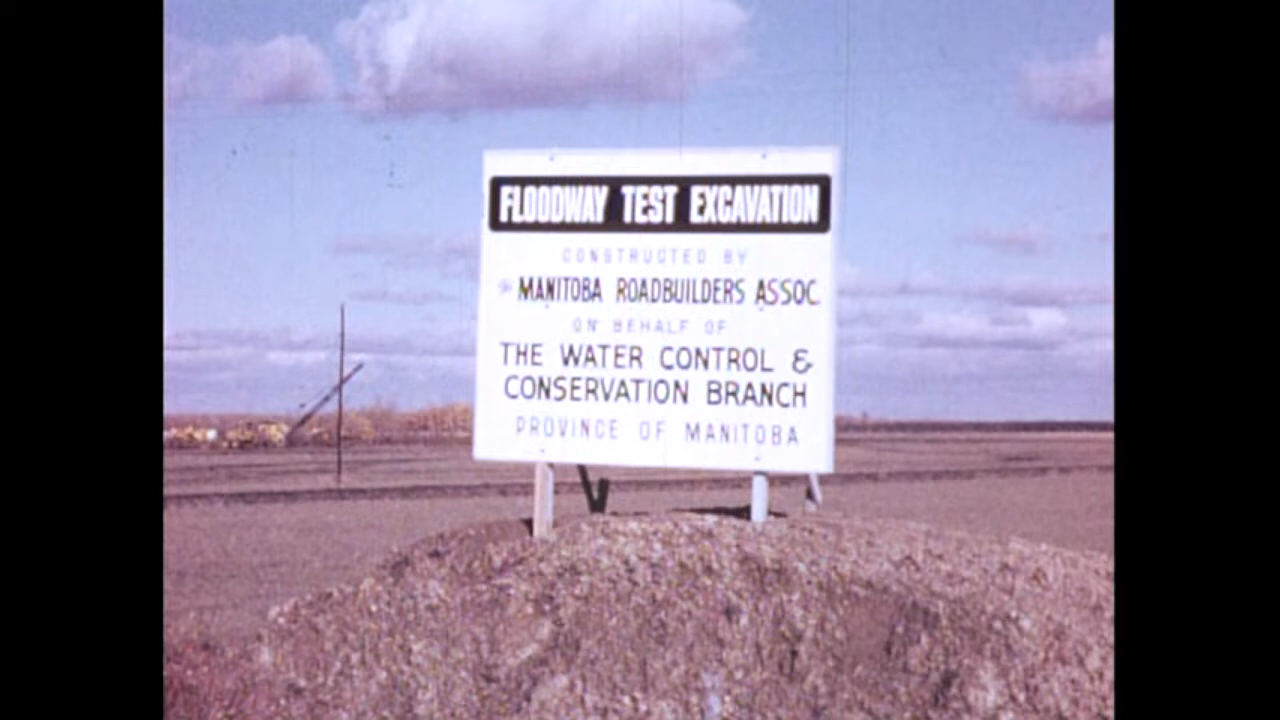 FLOODWAY TEST EXCAVATION
CONSTRUCTED BY
MANITOBA ROADBUILDERS ASSOC.
ON BEHALF OF
THE WATER CONTROL &
CONSERVATION BRANCH
PROVINCE OF MANITOBA